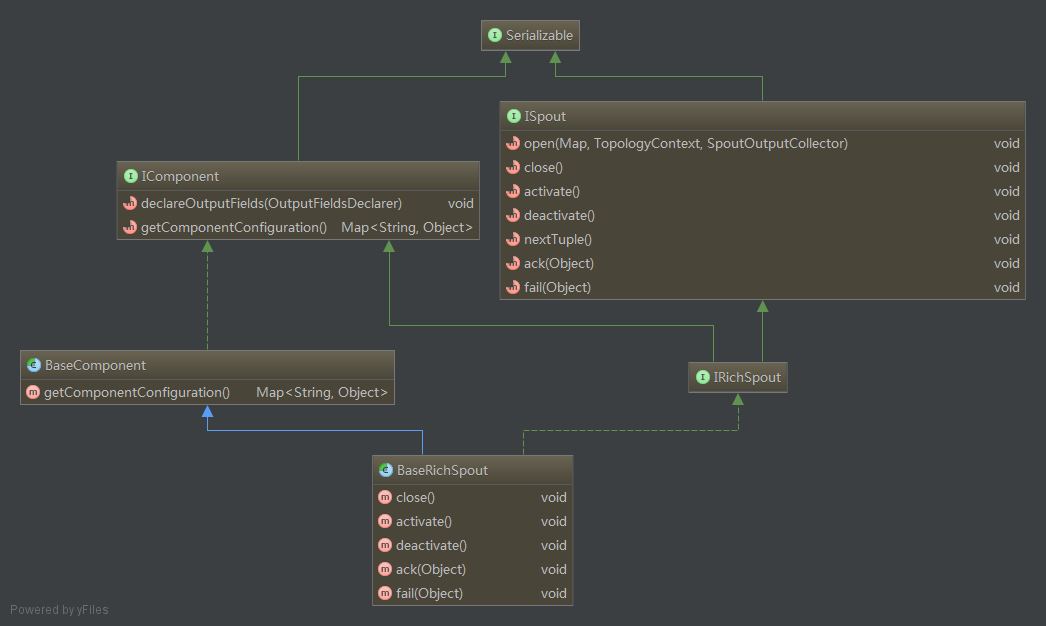 Serializable
ISpout
open(Map, TopologyContext, SpoutOutputCollector) void
close() void
activate() void
deactivate() void
nextTuple() void
ack(Object) void
fail(Object) void
IComponent
declareOutputFields(OutputFieldsDeclarer) void
getComponentConfiguration() Map<String, Object>
BaseComponent
getComponentConfiguration() Map<String, Object>
IRichSpout
BaseRichSpout
close() void
activate() void
deactivate() void
ack(Object) void
fail(Object) void
Powered by yFiles